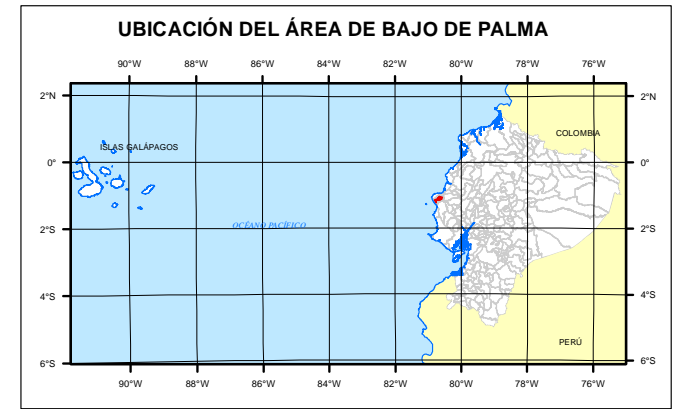 UBICACIÓN DEL ÁREA DE BAJO DE PALMA
90°W 88°W 86°W 84°W 82°W 80°W 78°W 76°W
2°N 2°N
COLOMBIA
ISLAS GALÁPAGOS
0° 0°
OCÉANO PACÍFICO
2°S 2°S
4°S 4°S
PERÚ
6°S 6°S
90°W 88°W 86°W 84°W 82°W 80°W 78°W 76°W